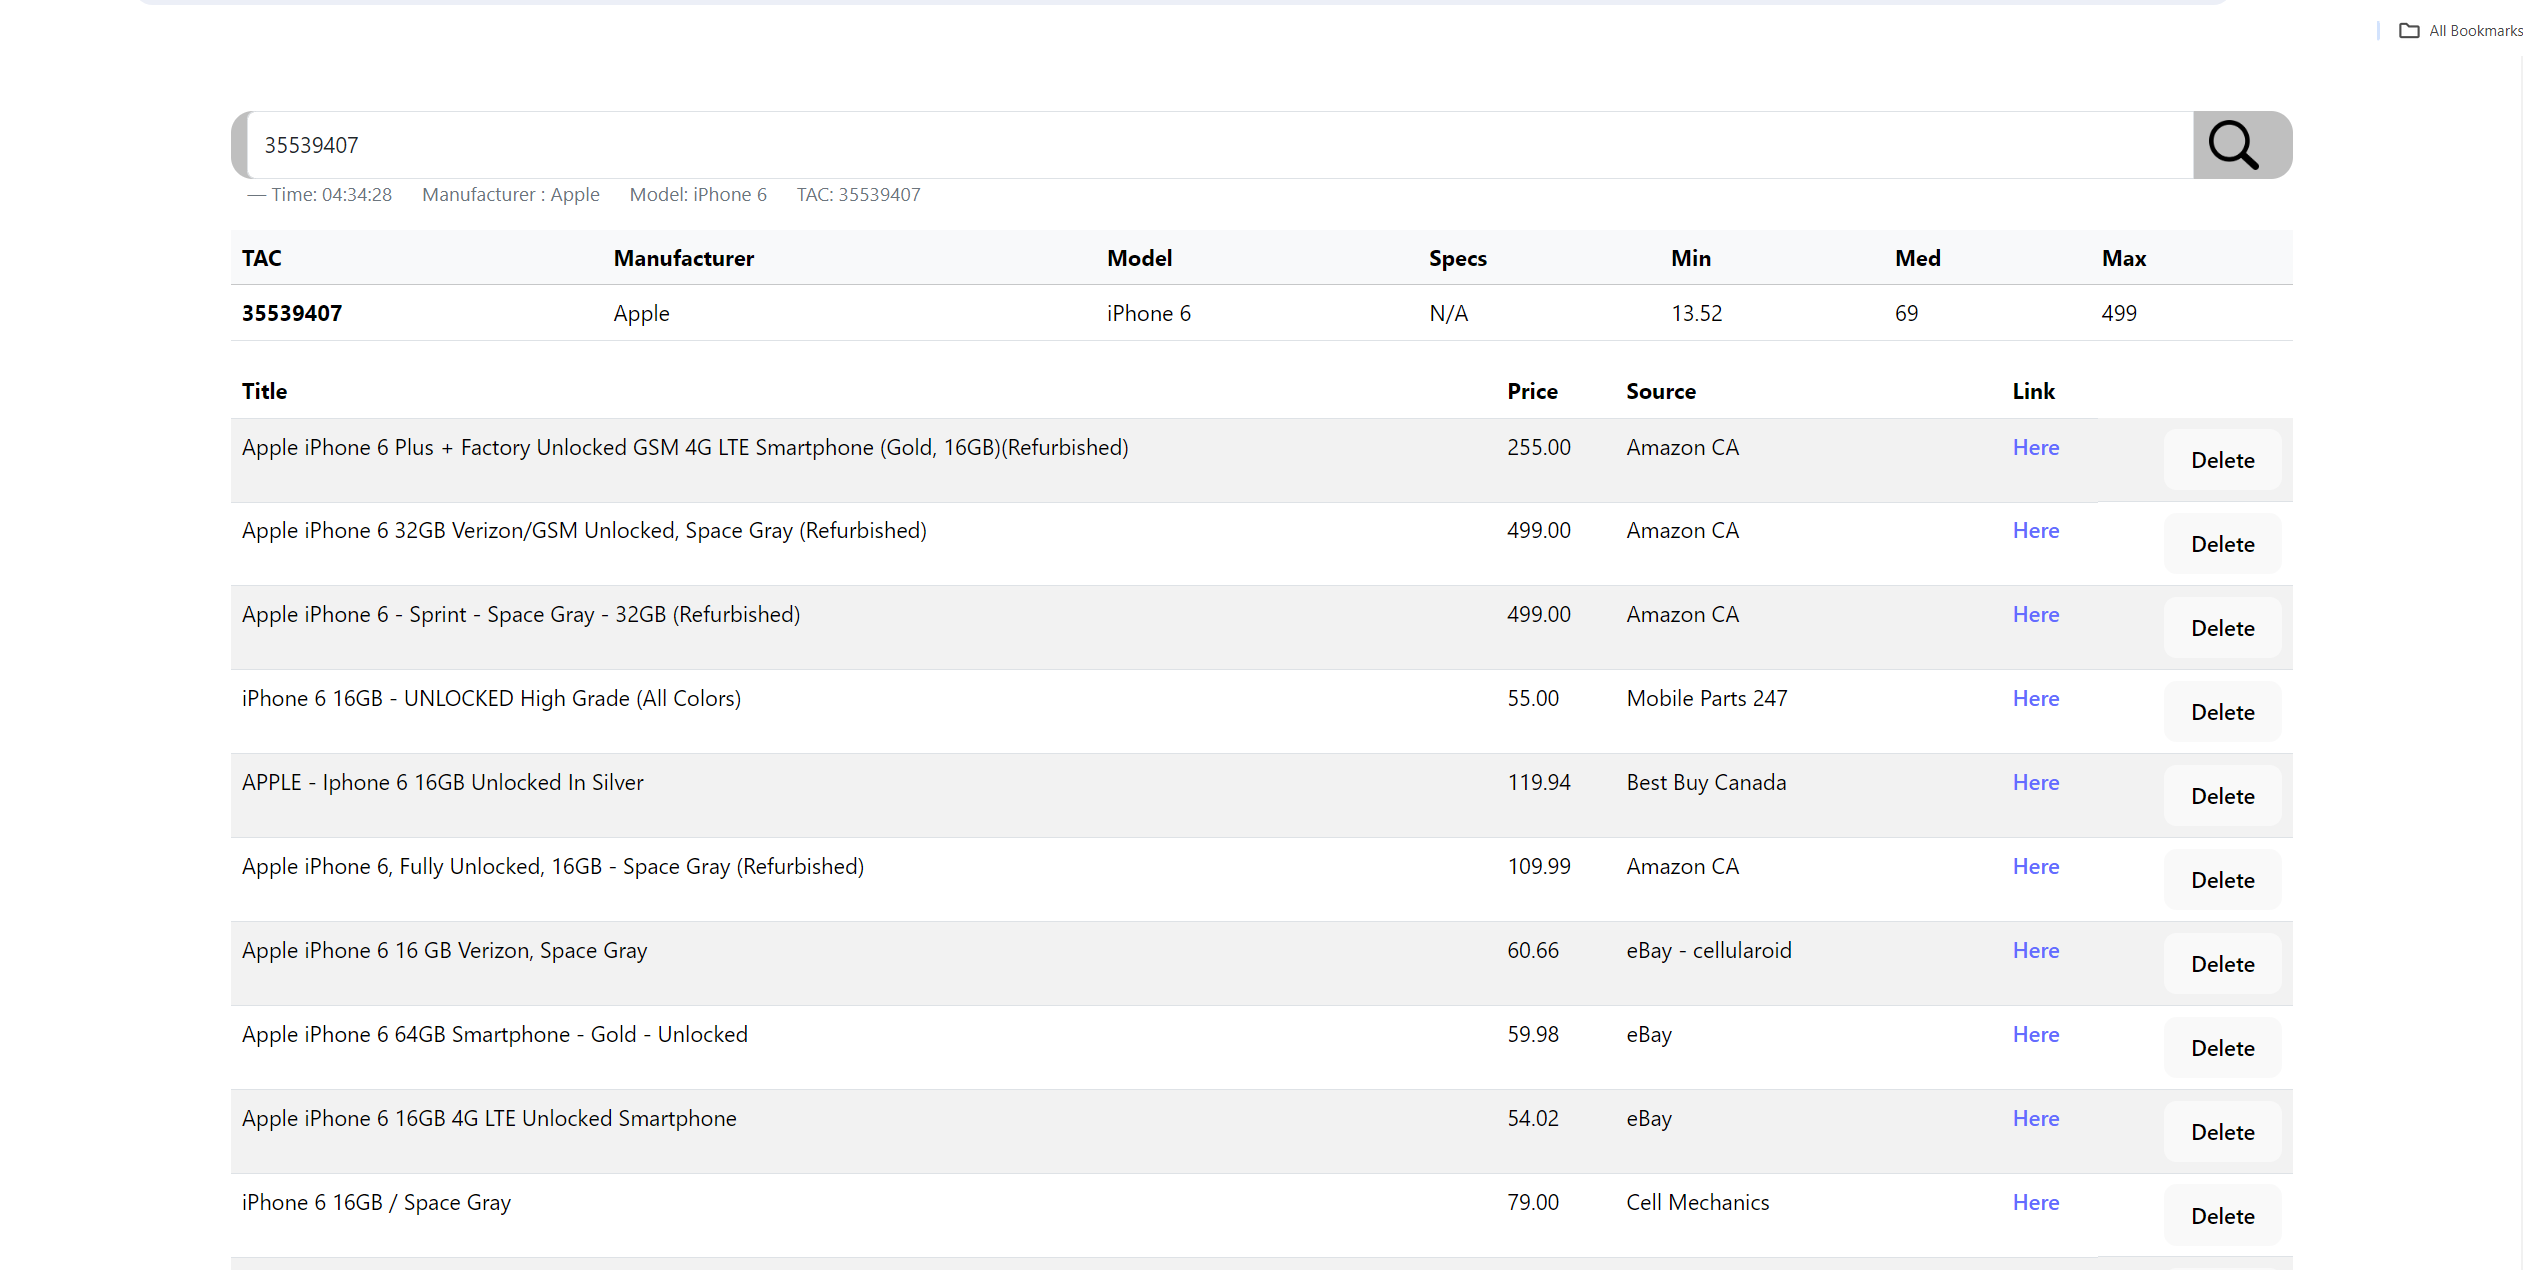 All Bookmarks
35539407
— Time: 04:34:28 Manufacturer : Apple Model: iPhone 6 TAC: 35539407
TAC Manufacturer Model Specs Min Med Max
35539407 Apple iPhone 6 N/A 13.52 69 499
Title Price Source Link
Apple iPhone 6 Plus + Factory Unlocked GSM 4G LTE Smartphone (Gold, 16GB)(Refurbished) 255.00 Amazon CA Here Delete
Apple iPhone 6 32GB Verizon/GSM Unlocked, Space Gray (Refurbished) 499.00 Amazon CA Here Delete
Apple iPhone 6 - Sprint - Space Gray - 32GB (Refurbished) 499.00 Amazon CA Here Delete
iPhone 6 16GB - UNLOCKED High Grade (All Colors) 55.00 Mobile Parts 247 Here Delete
APPLE - Iphone 6 16GB Unlocked In Silver 119.94 Best Buy Canada Here Delete
Apple iPhone 6, Fully Unlocked, 16GB - Space Gray (Refurbished) 109.99 Amazon CA Here Delete
Apple iPhone 6 16 GB Verizon, Space Gray 60.66 eBay - cellularoid Here Delete
Apple iPhone 6 64GB Smartphone - Gold - Unlocked 59.98 eBay Here Delete
Apple iPhone 6 16GB 4G LTE Unlocked Smartphone 54.02 eBay Here Delete
iPhone 6 16GB / Space Gray 79.00 Cell Mechanics Here Delete